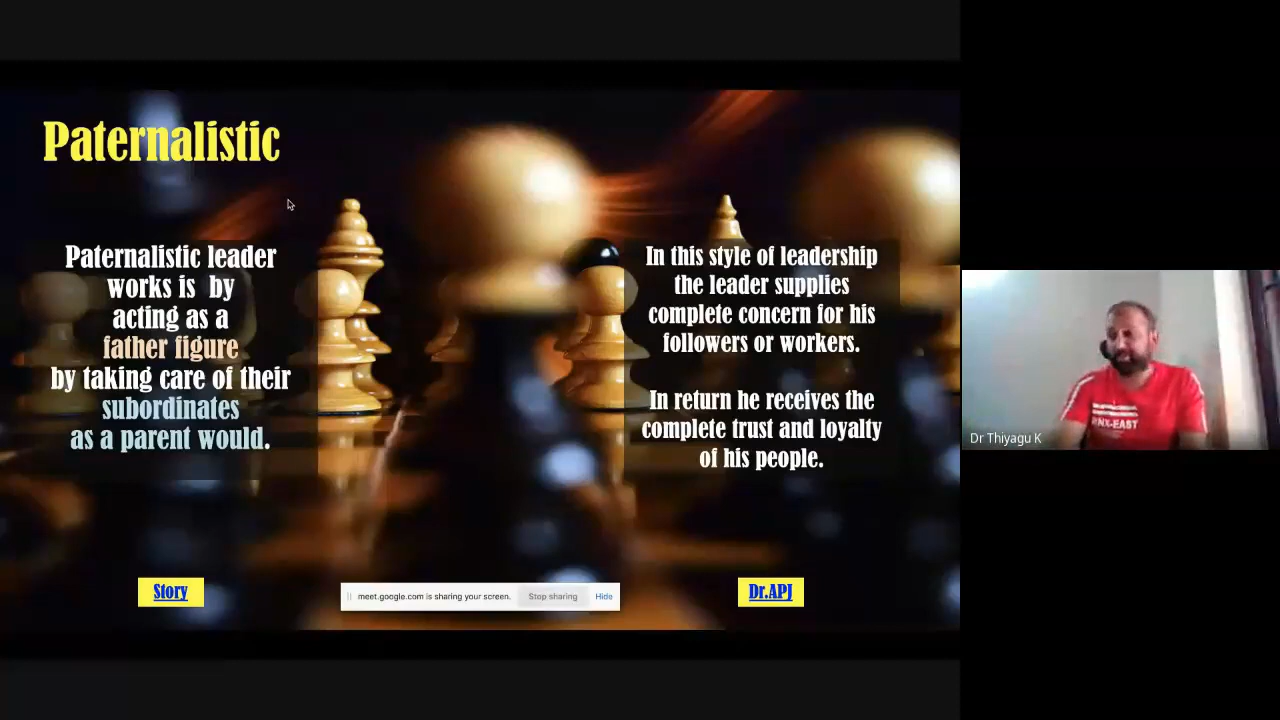 Paternalistic
Paternalistic leader
works is by
acting as a
father figure
by taking care of their
subordinates
as a parent would.
In this style of leadership
the leader supplies
complete concern for his
followers or workers.
In return he receives the
complete trust and loyalty
of his people.
Story
meet.google.com is sharing your screen.
Stop sharing
Hide
Dr.APJ
Dr Thiyagu K